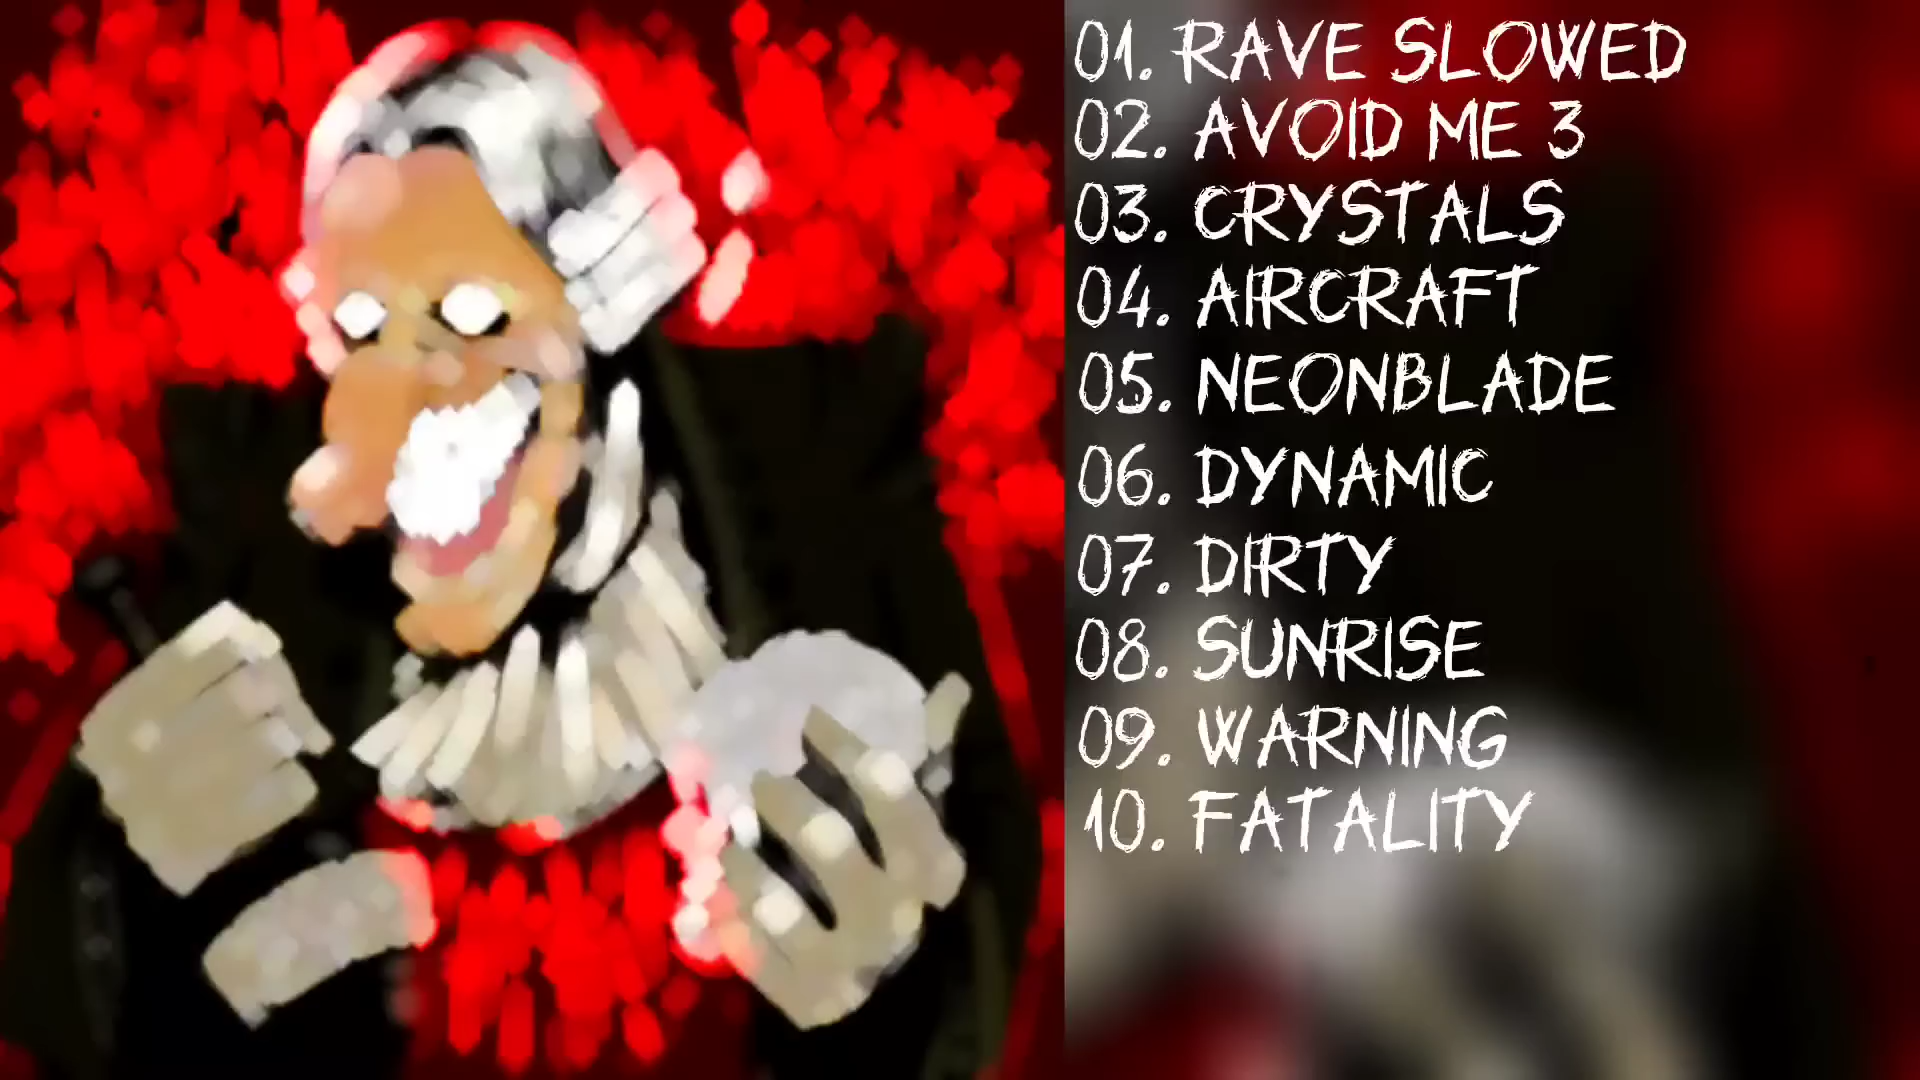 01. RAVE SLOWED
02. AVOID ME 3
03. CRYSTALS
04. AIRCRAFT
05. NEONBLADE
06. DYNAMIC
07. DIRTY
08. SUNRISE
09. WARNING
10. FATALITY